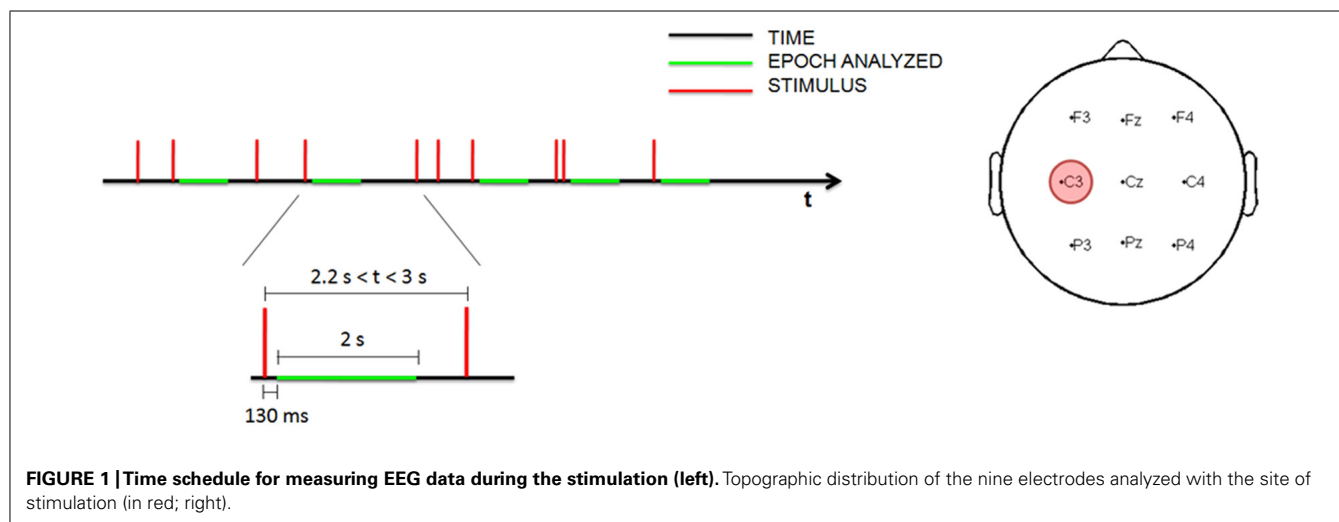 TIME
EPOCH ANALYZED
STIMULUS
t
2.2 s < t < 3 s
2 s
130 ms
F3 Fz F4
C3 Cz C4
P3 Pz P4
FIGURE 1 | Time schedule for measuring EEG data during the stimulation (left). Topographic distribution of the nine electrodes analyzed with the site of
stimulation (in red; right).